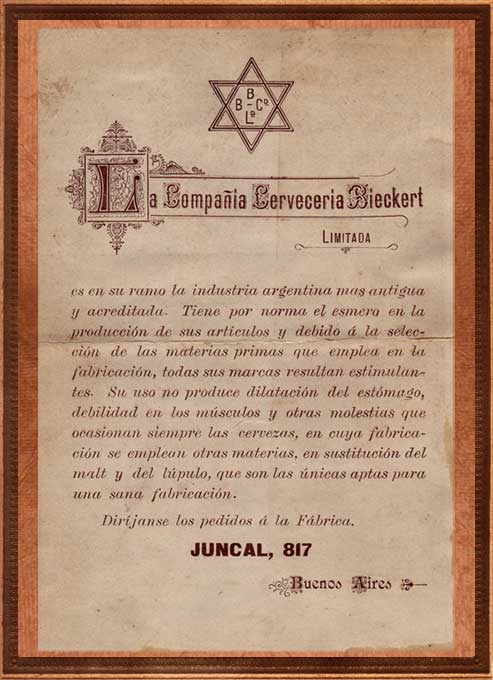 B
B - Cª
Lª
La Compañia Cerveceria Bieckert
LIMITADA
es en su ramo la industria argentina mas antigua
y acreditada. Tiene por norma el esmero en la
producción de sus artículos y debido á la selec-
ción de las materias primas que emplea en la
fabricación, todas sus marcas resultan estimulan-
tes. Su uso no produce dilatación del estómago,
debilidad en los músculos y otras molestias que
ocasionan siempre las cervezas, en cuya fabrica-
ción se emplean otras materias, en sustitución del
malt y del lúpulo, que son las únicas aptas para
una sana fabricación.
Diríjanse los pedidos á la Fábrica.
JUNCAL, 817
Buenos Aires